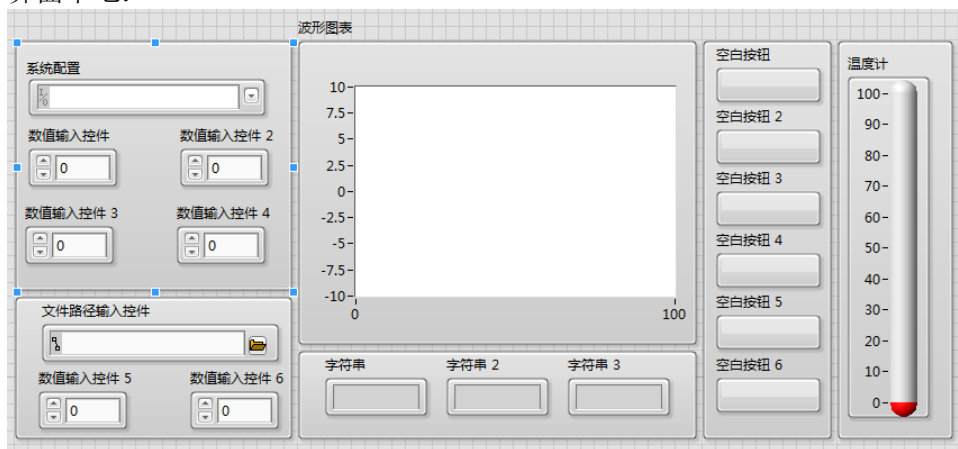 波形图表
系统配置
数值输入控件
数值输入控件 2
0
0
数值输入控件 3
数值输入控件 4
0
0
文件路径输入控件
数值输入控件 5
数值输入控件 6
0
0
10
7.5
5
2.5
0
-2.5
-5
-7.5
-10
0
100
字符串
字符串 2
字符串 3
空白按钮
空白按钮 2
空白按钮 3
空白按钮 4
空白按钮 5
空白按钮 6
温度计
100
90
80
70
60
50
40
30
20
10
0